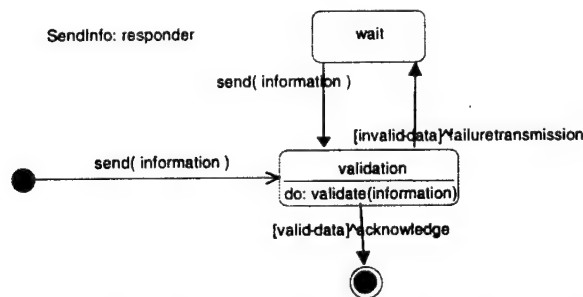 SendInfo: responder
wait
send( information )
[invalid-data]^failuretransmission
send( information )
validation
do: validate(information)
[valid-data]^acknowledge